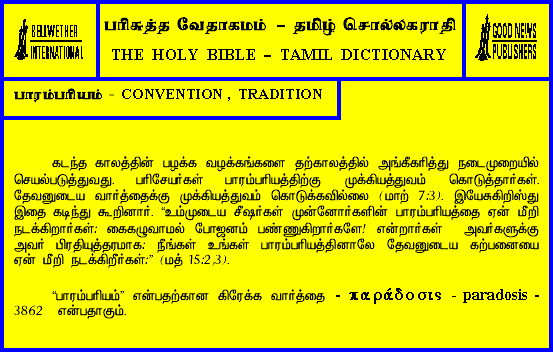 BELLWETHER
INTERNATIONAL
பரிசுத்த வேதாகமம் – தமிழ் சொல்லகராதி
THE HOLY BIBLE – TAMIL DICTIONARY
GOOD NEWS
PUBLISHERS
பாரம்பரியம் - CONVENTION , TRADITION
கடந்த காலத்தின் பழக்க வழக்கங்களை தற்காலத்தில் அங்கீகரித்து நடைமுறையில்
செயல்படுத்துவது. பரிசேயர்கள் பாரம்பரியத்திற்கு முக்கியத்துவம் கொடுத்தார்கள்.
தேவனுடைய வார்த்தைக்கு முக்கியத்துவம் கொடுக்கவில்லை (மாற் 7:3). இயேசுகிறிஸ்து
இதை கடிந்து கூறினார். “உம்முடைய சீஷர்கள் முன்னோர்களின் பாரம்பரியத்தை ஏன் மீறி
நடக்கிறார்கள்; கைகழுவாமல் போஜனம் பண்ணுகிறார்களே! என்றார்கள் அவர்களுக்கு
அவர் பிரதியுத்தரமாக: நீங்கள் உங்கள் பாரம்பரியத்தினாலே தேவனுடைய கற்பனையை
ஏன் மீறி நடக்கிறீர்கள்;” (மத் 15:2,3).
“பாரம்பரியம்” என்பதற்கான கிரேக்க வார்த்தை - παράδοσις - paradosis -
3862 என்பதாகும்.